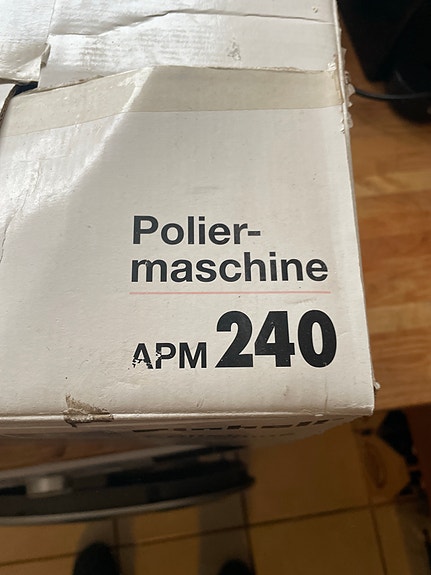 Polier-
maschine
APM 240